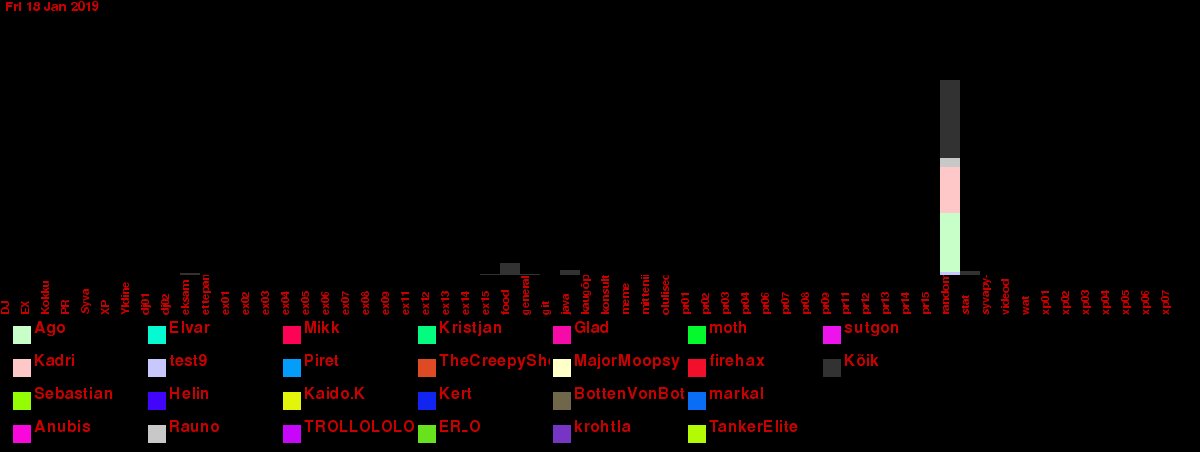 Fri 18 Jan 2019
DJ
EX
Kokku
PR
Syva
XP
Yldine
dj01
dj02
eksam
ettepan
ex01
ex02
ex03
ex04
ex05
ex06
ex07
ex08
ex09
ex11
ex12
ex13
ex14
ex15
food
general
git
java
kaugõp
konsult
meme
mittenii
olulisec
pr01
pr02
pr03
pr04
pr06
pr07
pr08
pr09
pr11
pr12
pr13
pr14
pr15
random
stat
syvapy-
videod
wat
xp01
xp02
xp03
xp04
xp05
xp06
xp07
Ago Elvar Mikk Kristjan Glad moth sutgon
Kadri test9 Piret TheCreepySh MajorMoopsy firehax Kõik
Sebastian Helin Kaido.K Kert BottenVonBot markal
Anubis Rauno TROLLOLOLO ER_O krohtla TankerElite